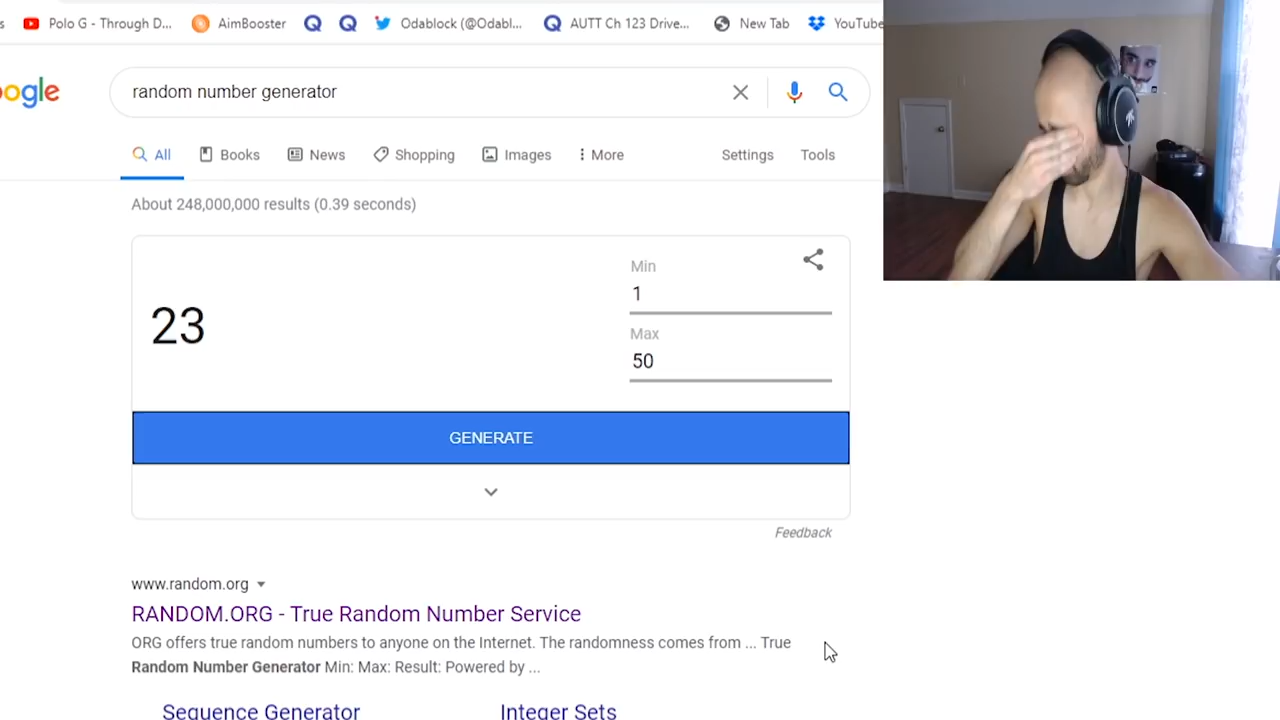 s Polo G - Through D... AimBooster Odablock (@Odabl... AUTT Ch 123 Drive... New Tab YouTube
ogle random number generator
All Books News Shopping Images More Settings Tools
About 248,000,000 results (0.39 seconds)
Min
1
23
Max
50
GENERATE
Feedback
www.random.org
RANDOM.ORG - True Random Number Service
ORG offers true random numbers to anyone on the Internet. The randomness comes from ... True
Random Number Generator Min: Max: Result: Powered by ...
Sequence Generator Integer Sets